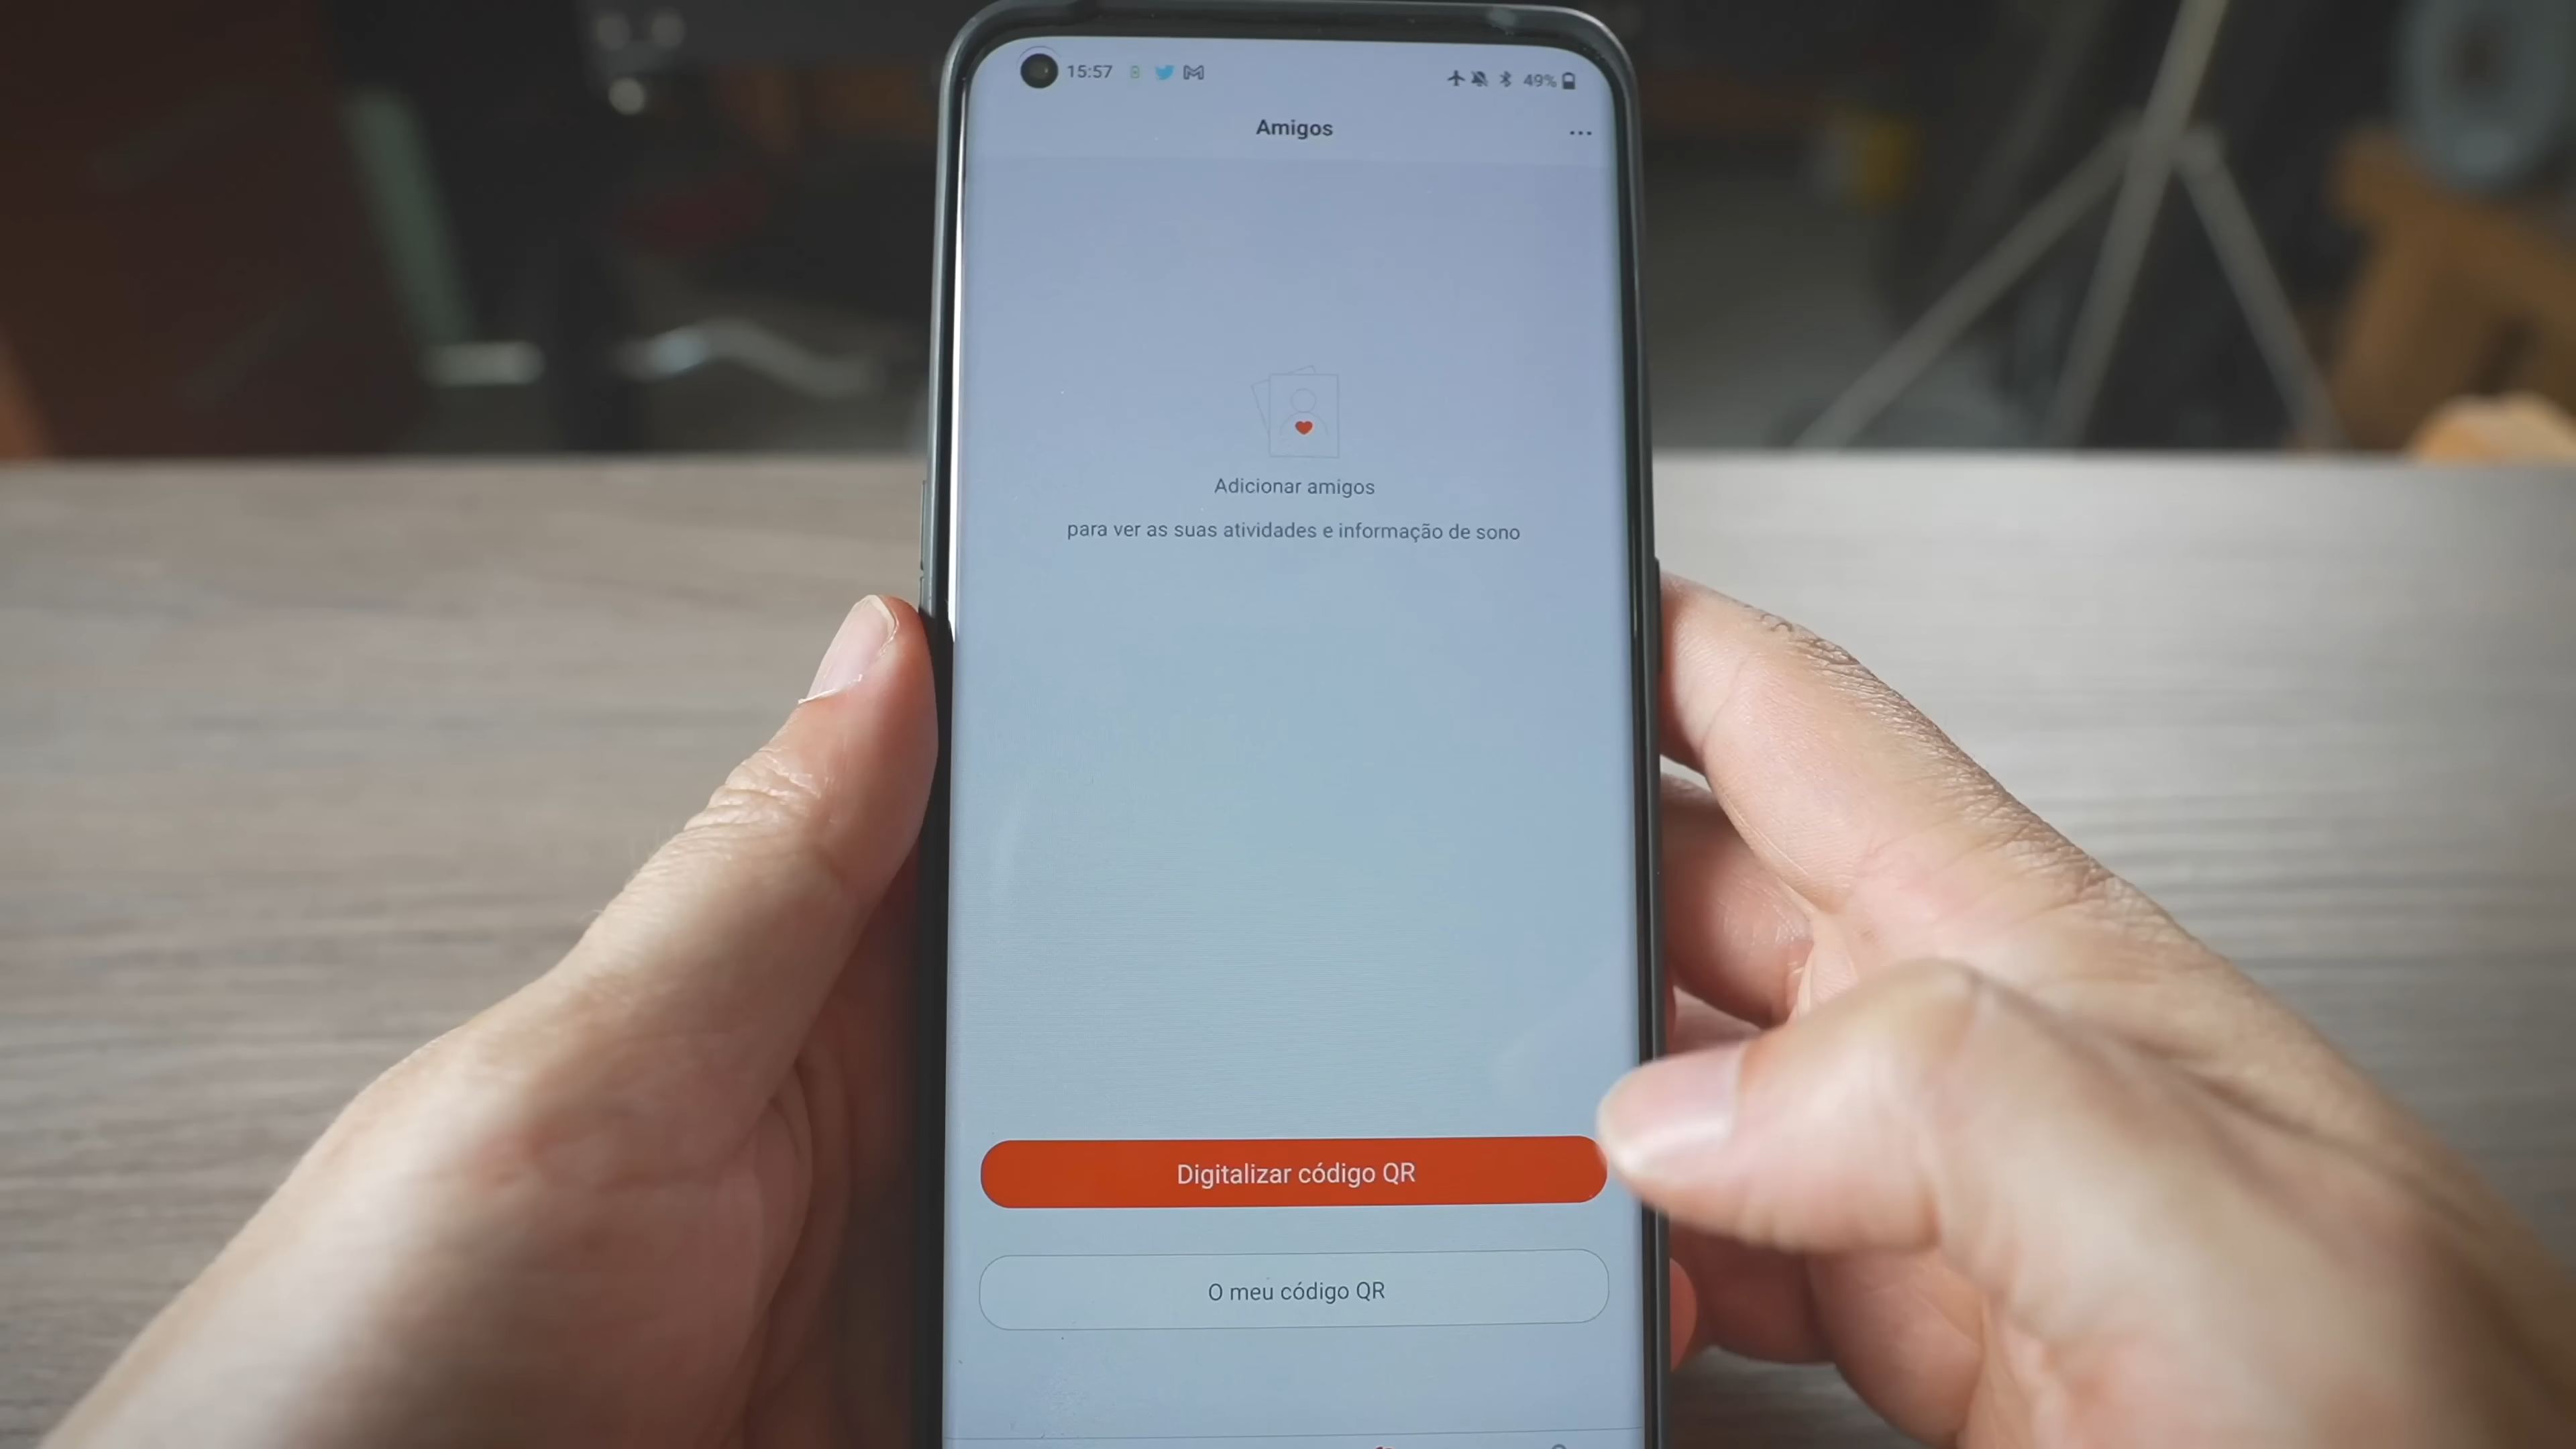 15:57
49%
Amigos
Adicionar amigos
para ver as suas atividades e informação de sono
Digitalizar código QR
O meu código QR